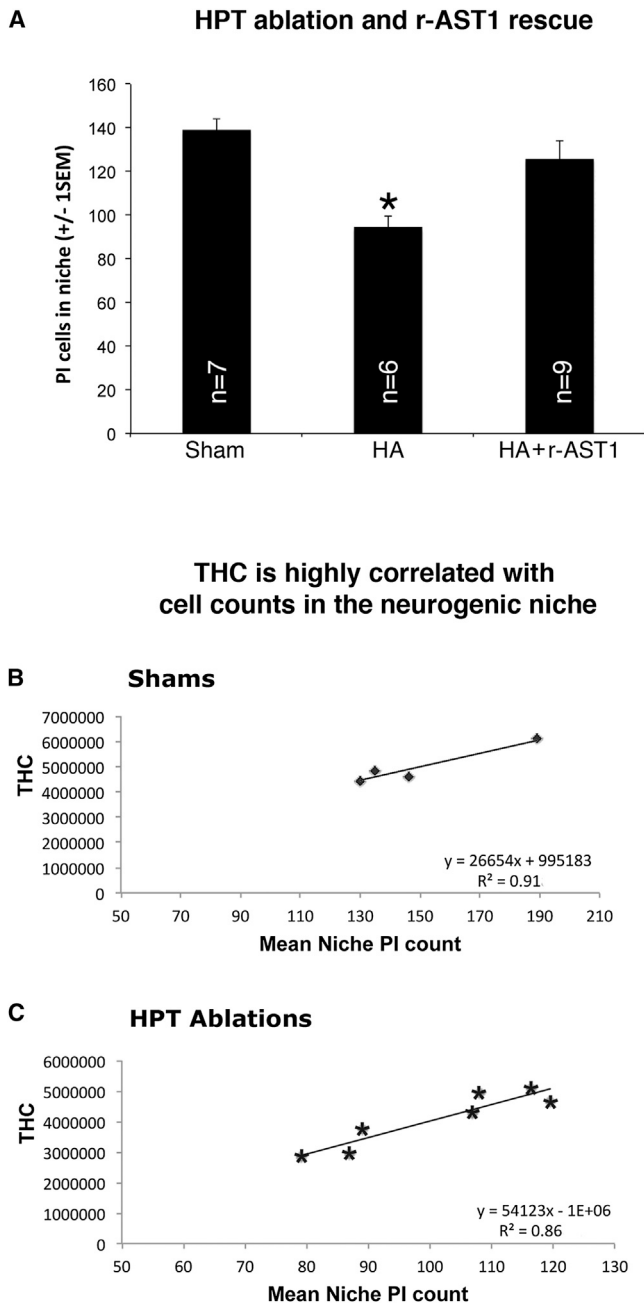 A
HPT ablation and r-AST1 rescue
PI cells in niche (+/- 1SEM)
160
140
120
100
80
60
40
20
0
*
n=7
n=6
n=9
Sham HA HA+r-AST1
THC is highly correlated with
cell counts in the neurogenic niche
B
Shams
THC
7000000
6000000
5000000
4000000
3000000
2000000
1000000
0
y = 26654x + 995183
R² = 0.91
50 70 90 110 130 150 170 190 210
Mean Niche PI count
C
HPT Ablations
THC
6000000
5000000
4000000
3000000
2000000
1000000
0
y = 54123x - 1E+06
R² = 0.86
50 60 70 80 90 100 110 120 130
Mean Niche PI count